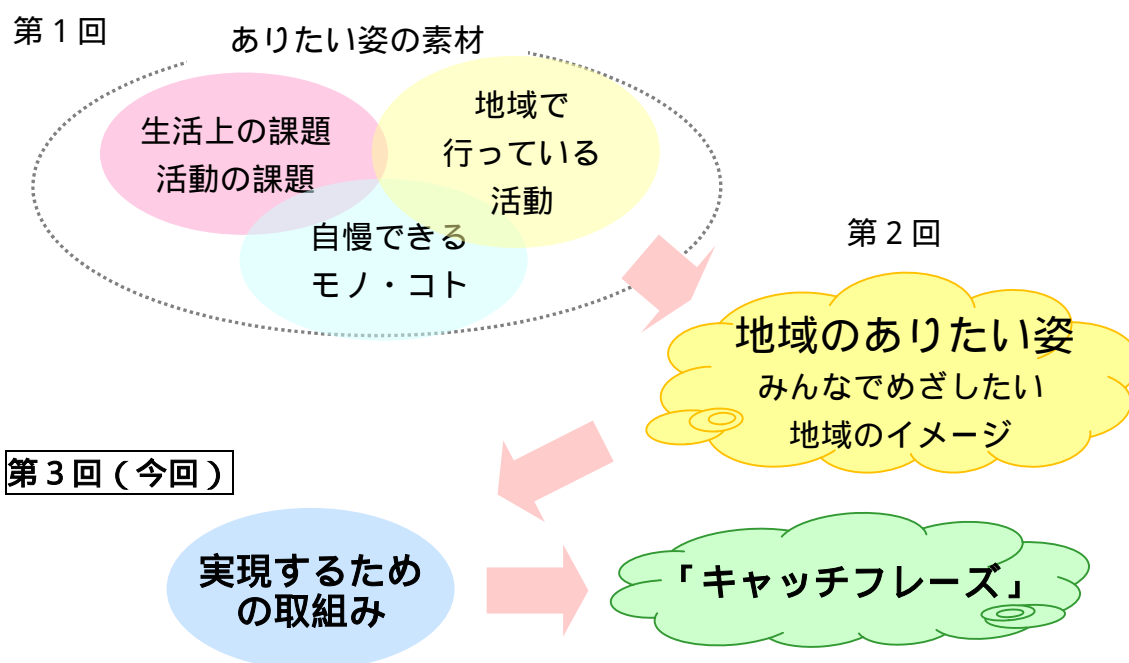 第1回
ありたい姿の素材
生活上の課題
活動の課題
地域で
行っている
活動
自慢できる
モノ・コト
第2回
地域のありたい姿
みんなでめざしたい
地域のイメージ
第3回(今回)
実現するため
の取組み
「キャッチフレーズ」